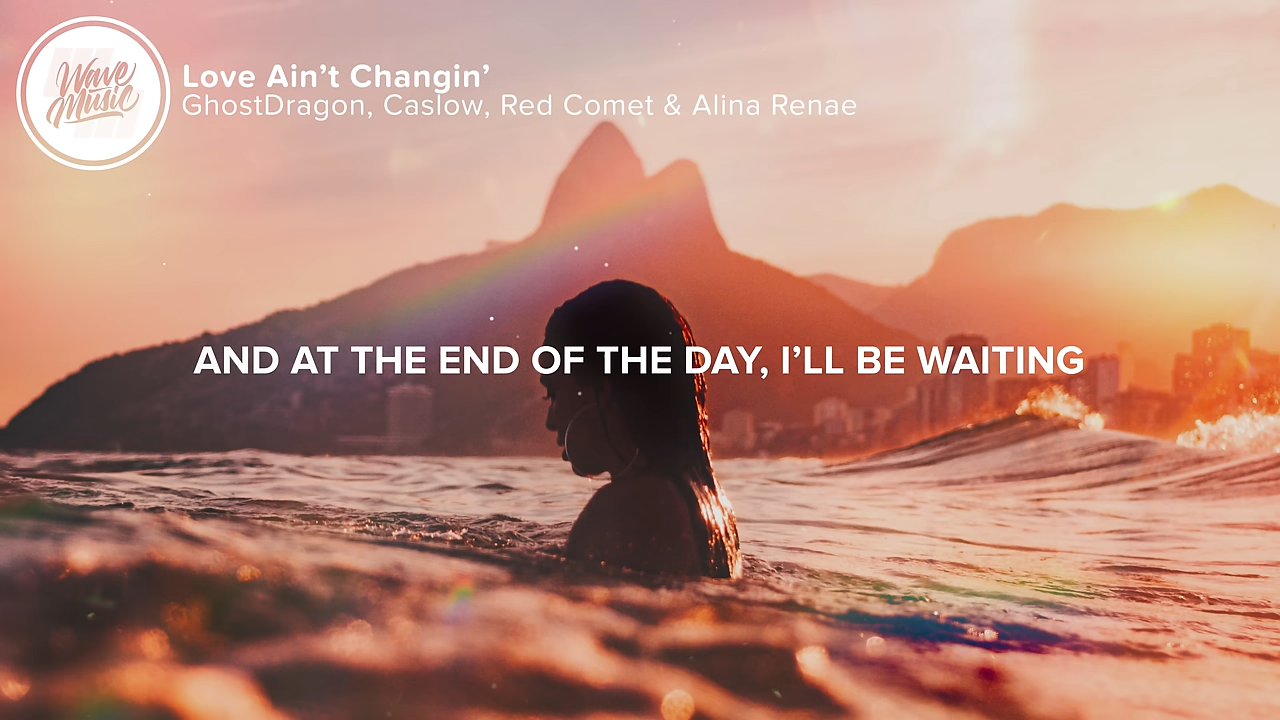 Wave
Music
Love Ain’t Changin’
GhostDragon, Caslow, Red Comet & Alina Renae
AND AT THE END OF THE DAY, I’LL BE WAITING